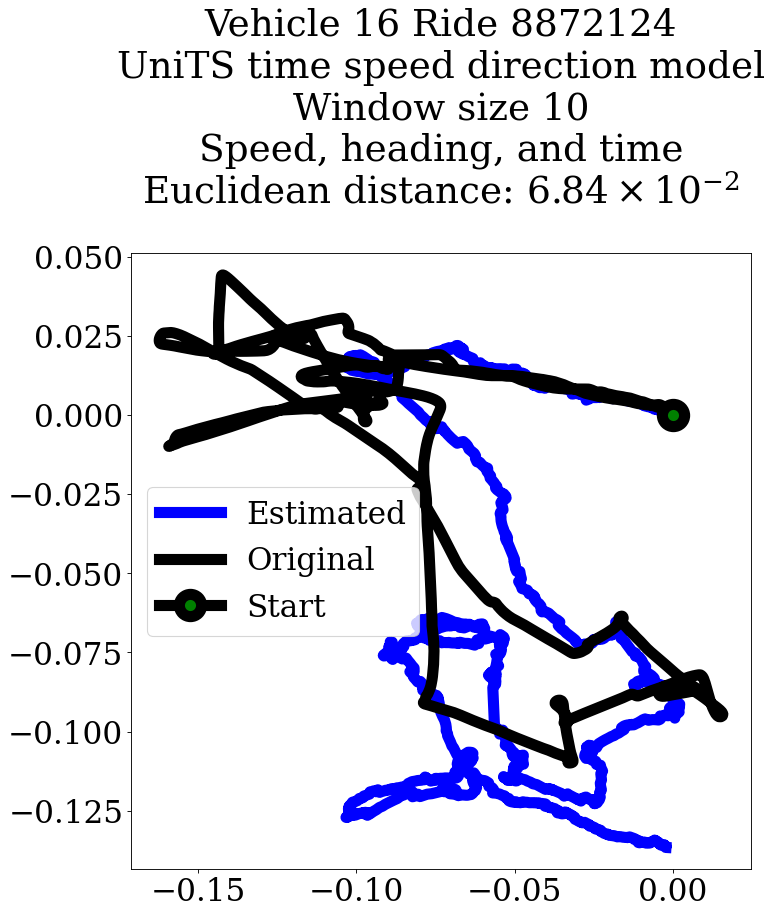 Vehicle 16 Ride 8872124
UniTS time speed direction model
Window size 10
Speed, heading, and time
Euclidean distance: 6.84 × 10⁻²
0.050
0.025
0.000
−0.025
−0.050
−0.075
−0.100
−0.125
Estimated
Original
Start
−0.15 −0.10 −0.05 0.00